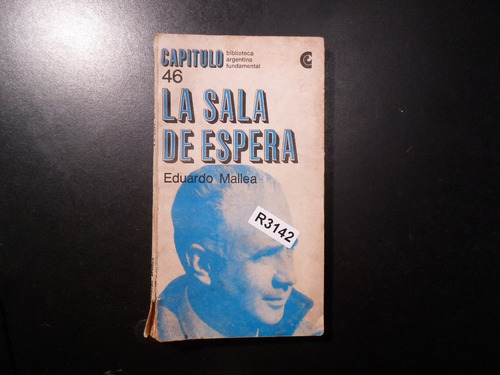 CAPITULO
biblioteca
argentina
fundamental
46
LA SALA
DE ESPERA
Eduardo Mallea
R3142